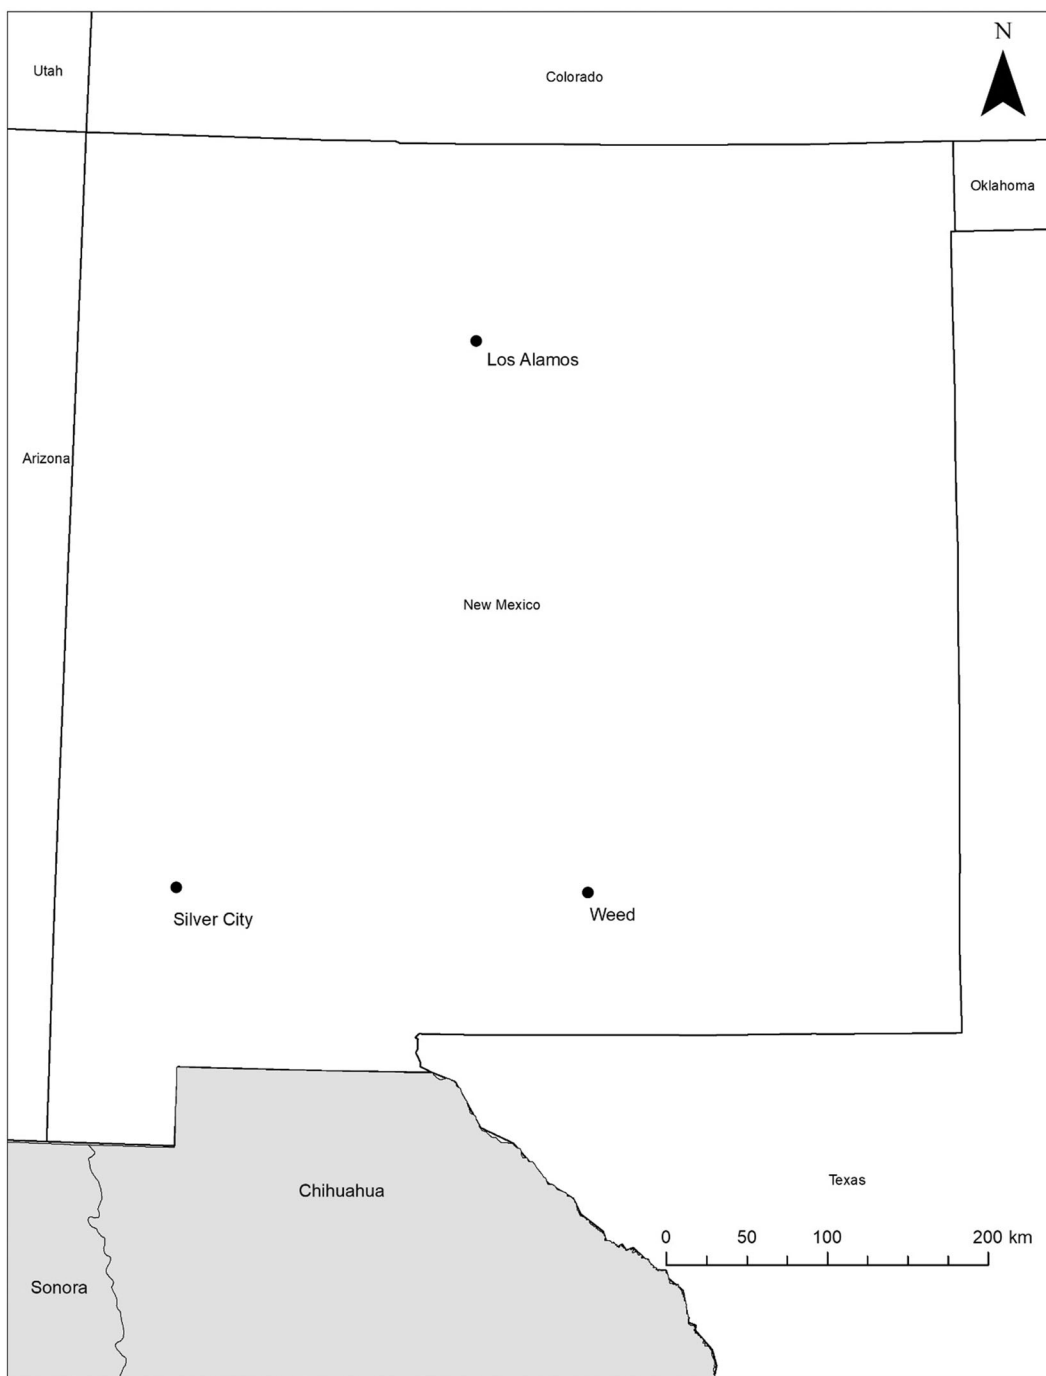 N
Utah
Colorado
Oklahoma
Los Alamos
Arizona
New Mexico
Silver City
Weed
Chihuahua
Texas
0 50 100 200 km
Sonora